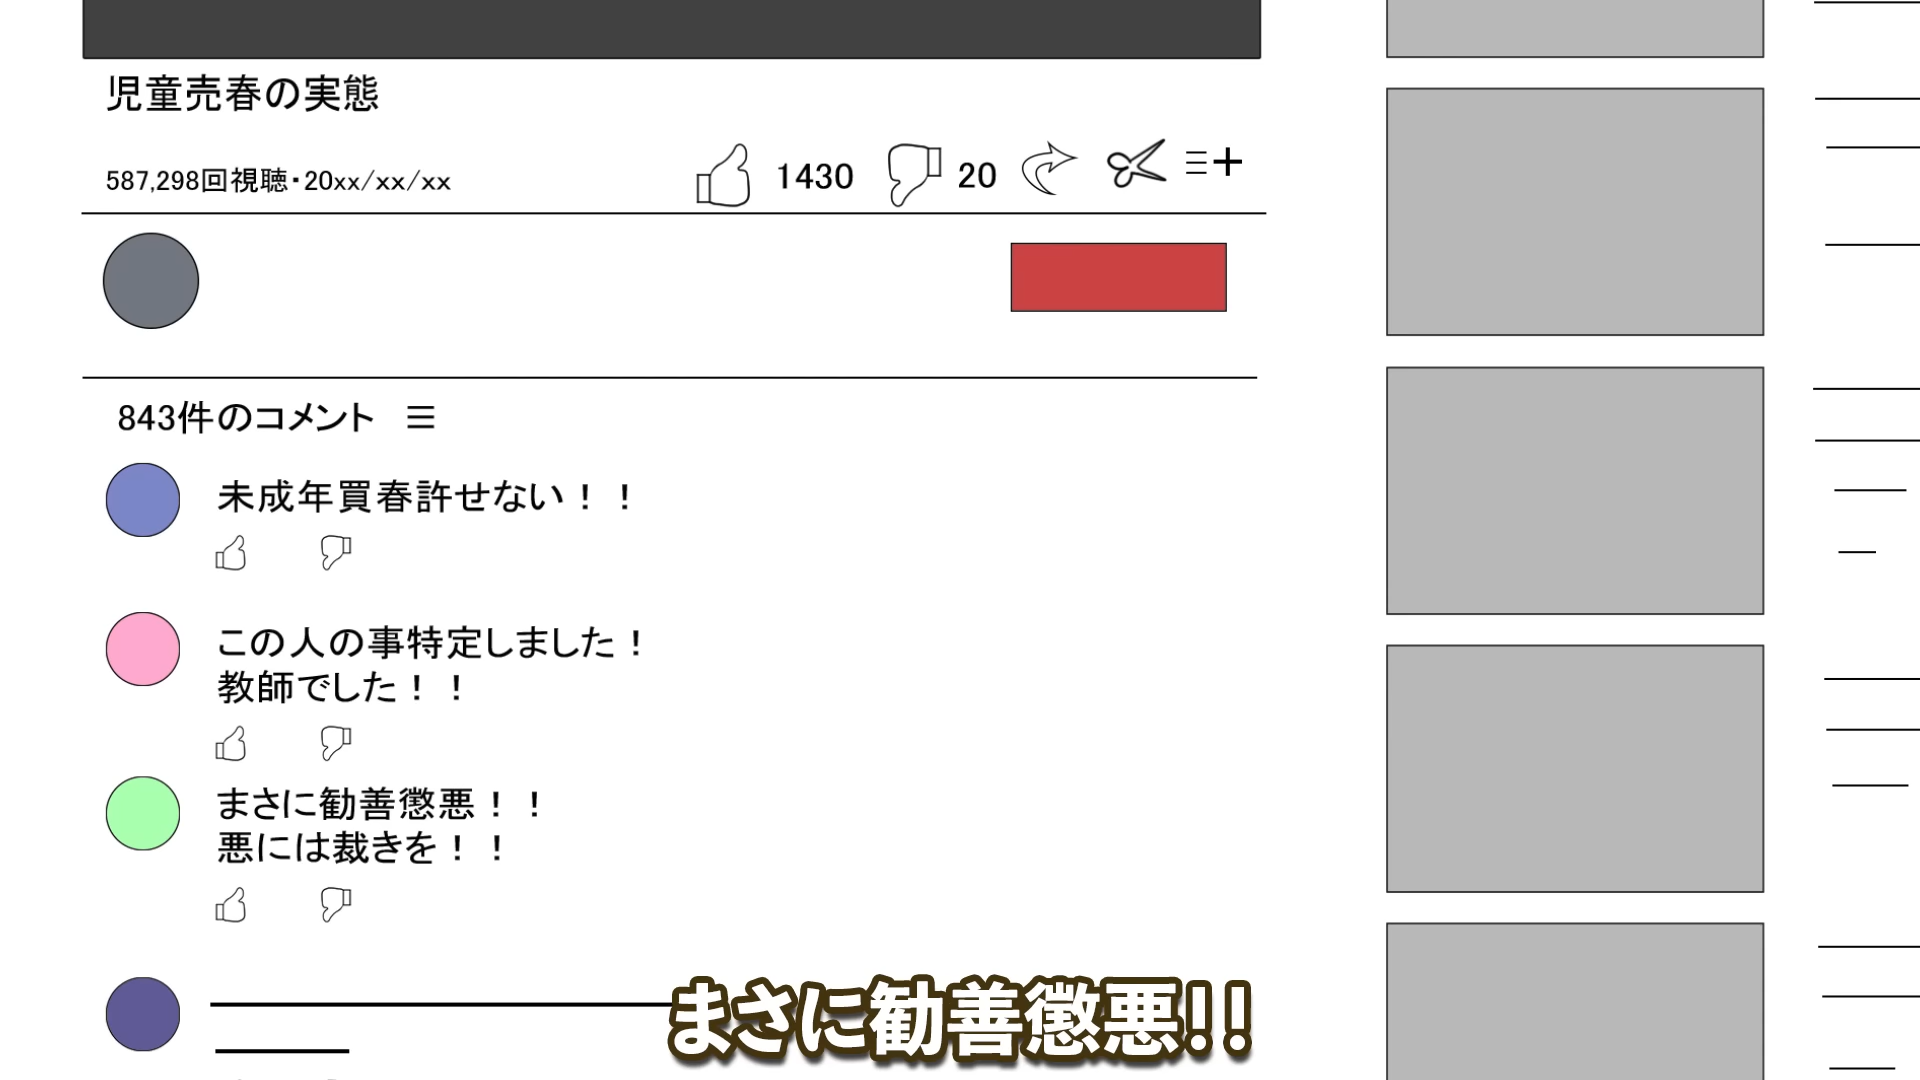 児童売春の実態
587,298回視聴・20xx/xx/xx
1430
20
843件のコメント
未成年買春許せない！！
この人の事特定しました！
教師でした！！
まさに勧善懲悪！！
悪には裁きを！！
まさに勧善懲悪!!